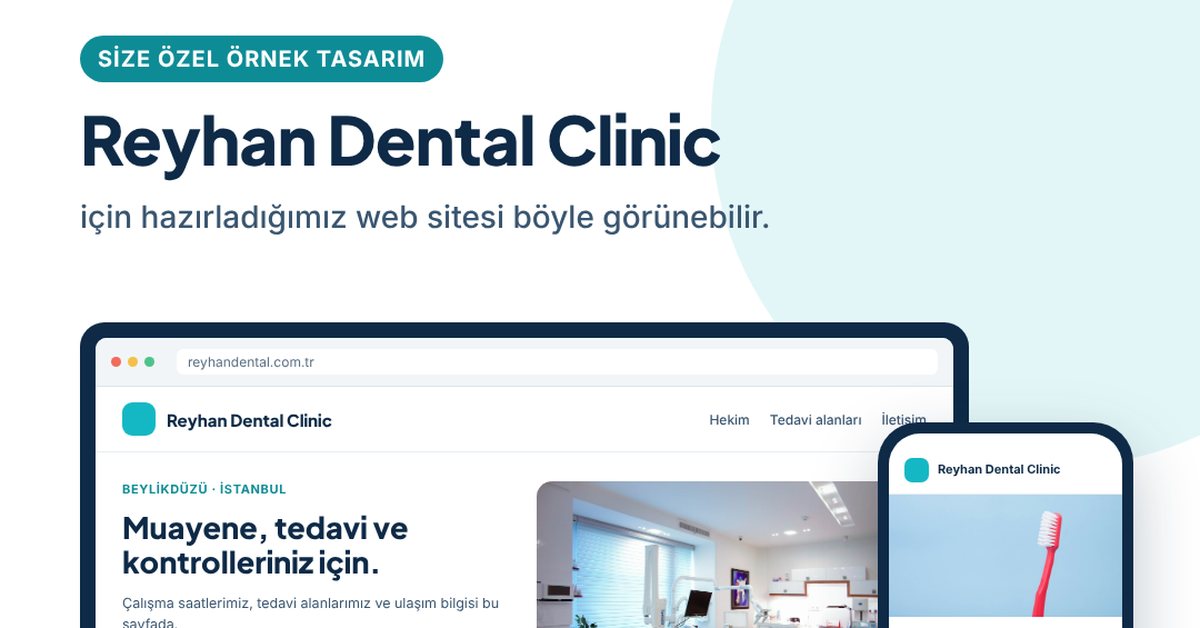 SİZE ÖZEL ÖRNEK TASARIM
Reyhan Dental Clinic
için hazırladığımız web sitesi böyle görünebilir.
reyhandental.com.tr
Reyhan Dental Clinic
Hekim Tedavi alanları İletişim
BEYLİKDÜZÜ · İSTANBUL
Muayene, tedavi ve
kontrolleriniz için.
Çalışma saatlerimiz, tedavi alanlarımız ve ulaşım bilgisi bu
sayfada.
Reyhan Dental Clinic